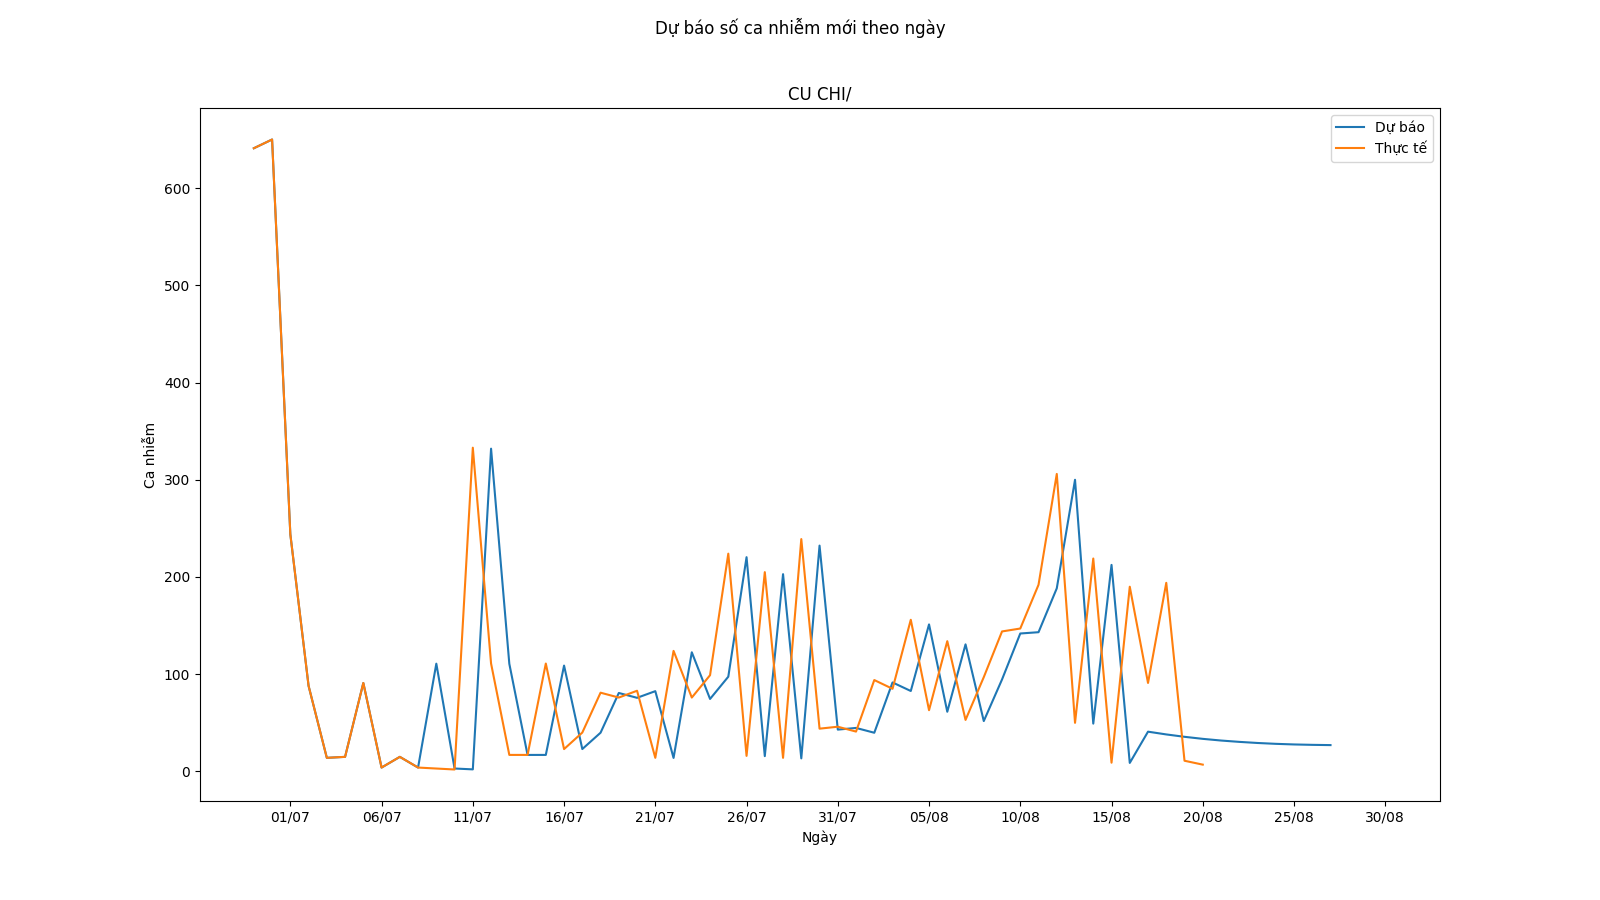 Dự báo số ca nhiễm mới theo ngày
CU CHI/
Dự báo
Thực tế
600
500
400
300
200
100
0
Ca nhiễm
01/07 06/07 11/07 16/07 21/07 26/07 31/07 05/08 10/08 15/08 20/08 25/08 30/08
Ngày